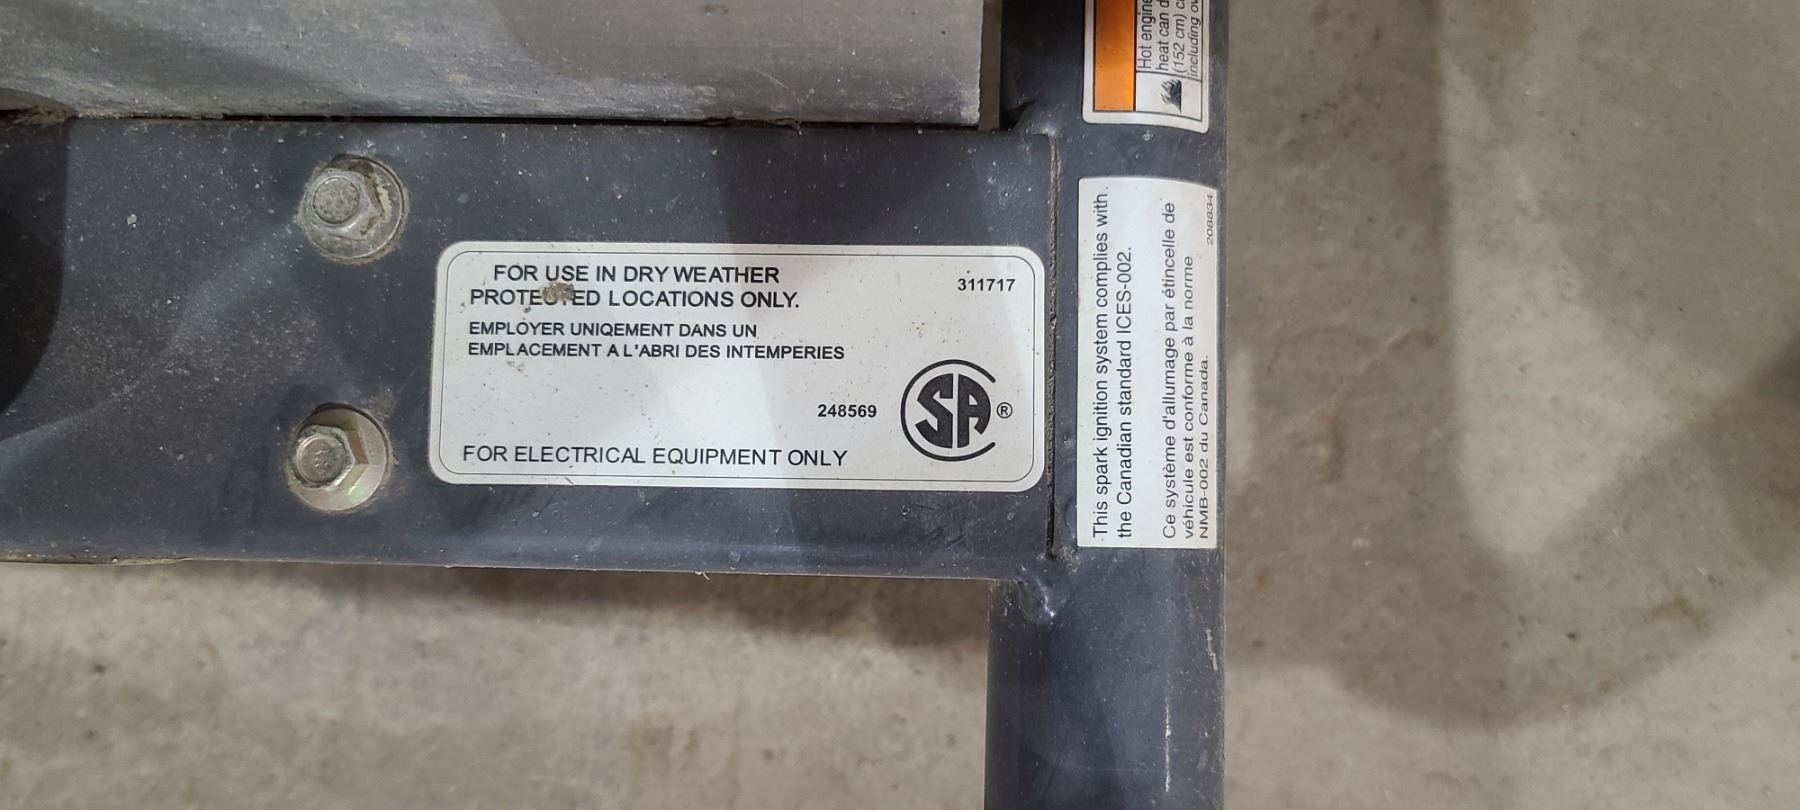 FOR USE IN DRY WEATHER
PROTECTED LOCATIONS ONLY.
311717
EMPLOYER UNIQEMENT DANS UN
EMPLACEMENT A L'ABRI DES INTEMPERIES
248569
SA ®
FOR ELECTRICAL EQUIPMENT ONLY
Hot engine
heat can
(152 cm)
including
This spark ignition system complies with
the Canadian standard ICES-002.
Ce système d'allumage par étincelle de
véhicule est conforme à la norme
NMB-002 du Canada.
208834